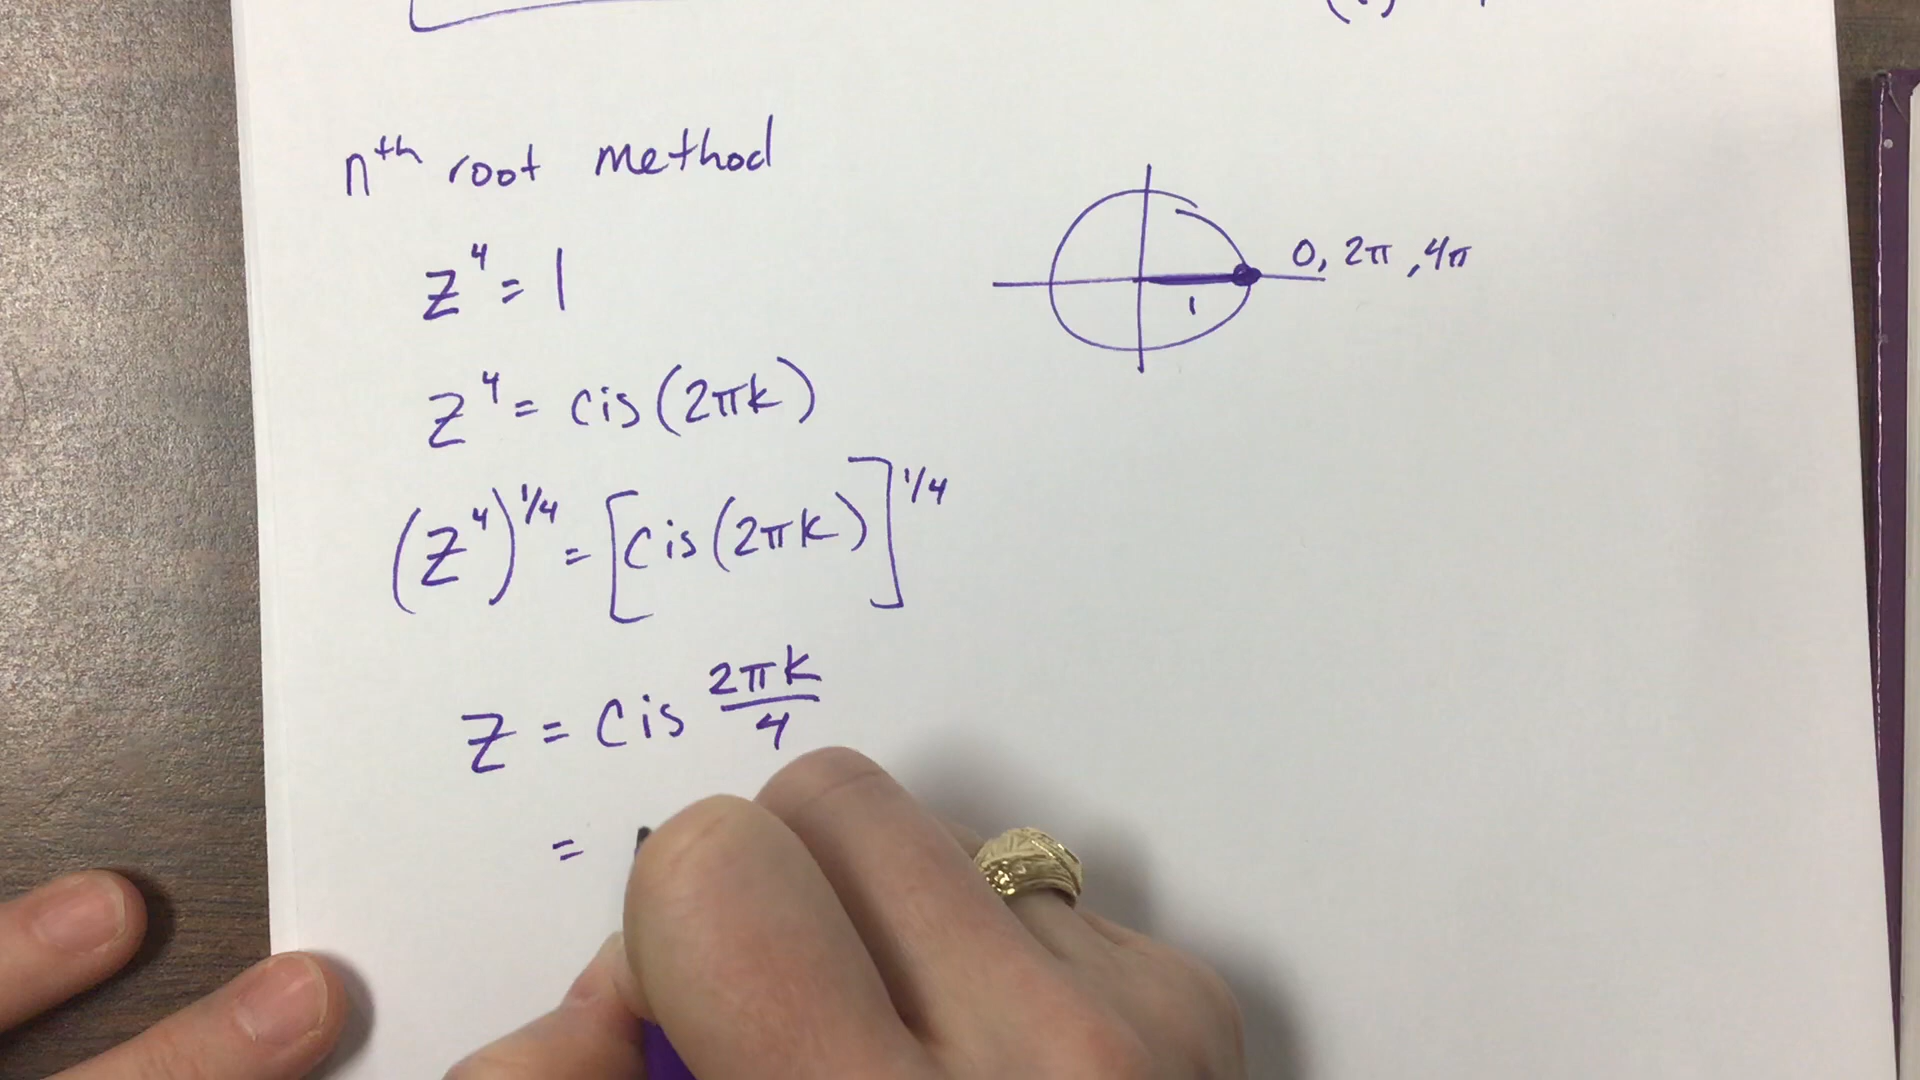 nᵗʰ root method
z⁴ = 1
0, 2π, 4π
1
z⁴ = cis(2πk)
(z⁴)^1/4 = [cis(2πk)]^1/4
z = cis 2πk/4
=